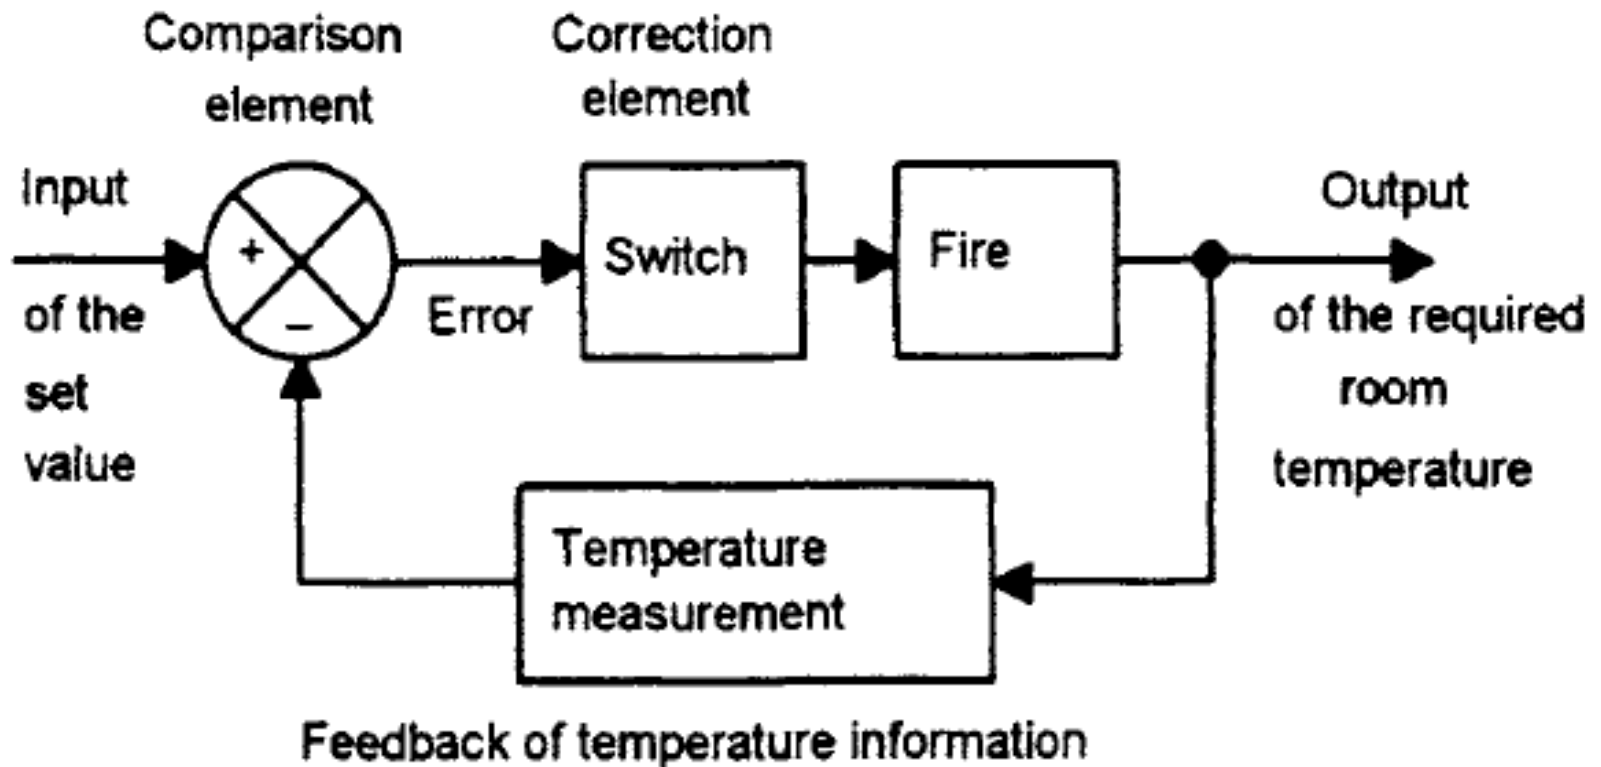 Comparison
element
Correction
element
Input
of the
set
value
+
−
Error
Switch
Fire
Output
of the required
room
temperature
Temperature
measurement
Feedback of temperature information